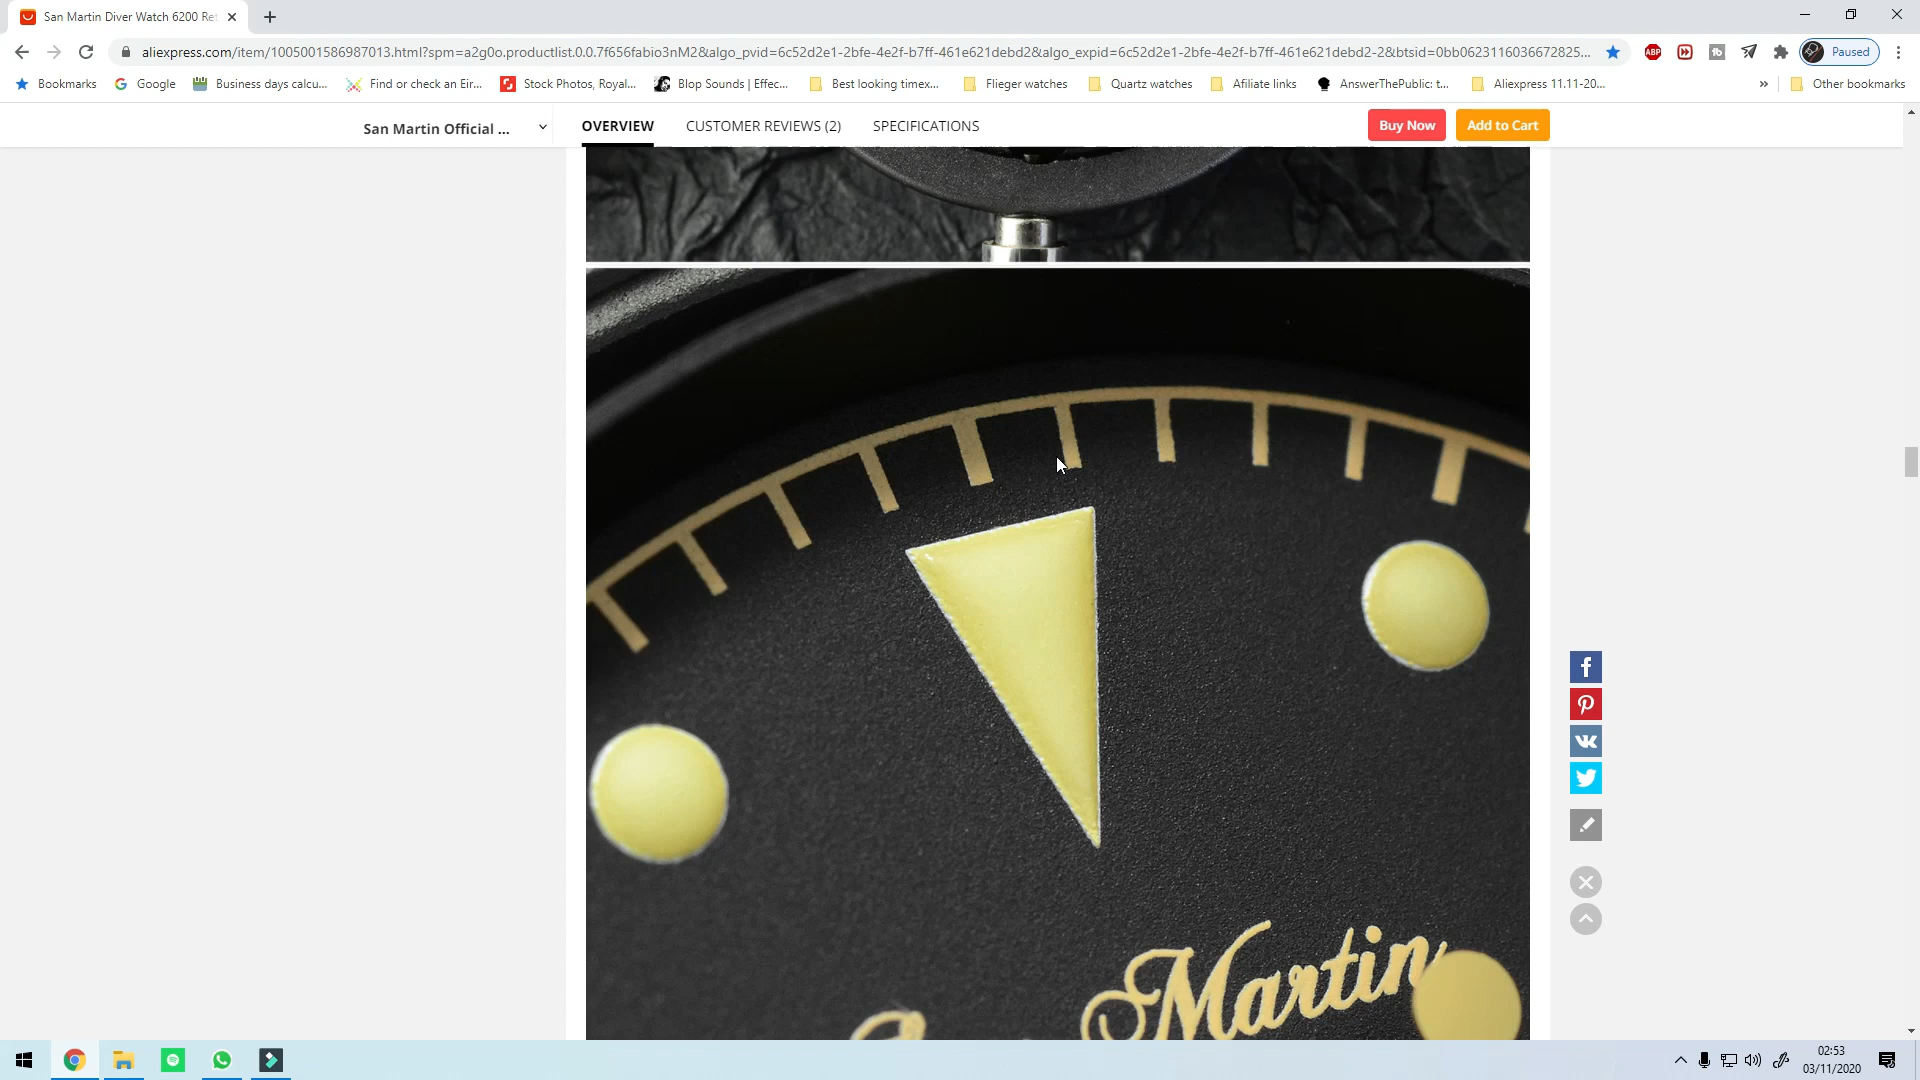 San Martin Diver Watch 6200 Ret
aliexpress.com/item/1005001586987013.html?spm=a2g0o.productlist.0.0.7f656fabio3nM2&algo_pvid=6c52d2e1-2bfe-4e2f-b7ff-461e621debd2&algo_expid=6c52d2e1-2bfe-4e2f-b7ff-461e621debd2-2&btsid=0bb0623116036672825...
ABP
Paused
Bookmarks Google Business days calcu... Find or check an Eir... Stock Photos, Royal... Blop Sounds | Effec... Best looking timex... Flieger watches Quartz watches Afiliate links AnswerThePublic: t... Aliexpress 11.11-20... » Other bookmarks
San Martin Official ... OVERVIEW CUSTOMER REVIEWS (2) SPECIFICATIONS Buy Now Add to Cart
Martin
02:53
03/11/2020